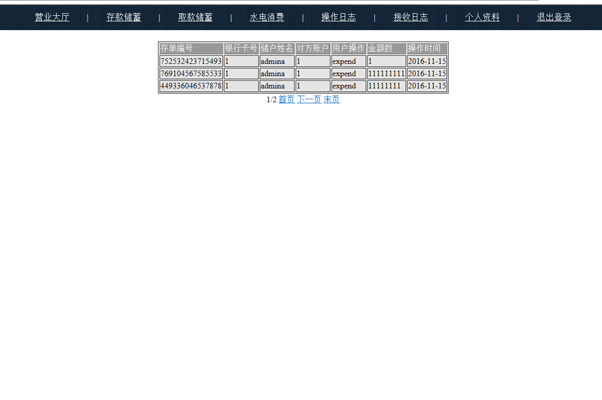 营业大厅 | 存款储蓄 | 取款储蓄 | 水电消费 | 操作日志 | 接收日志 | 个人资料 | 退出登录
存单编号 银行卡号 储户姓名 对方账户 用户操作 金额数 操作时间
752532423715493 1 admina 1 expend 1 2016-11-15
769104567585533 1 admina 1 expend 111111111 2016-11-15
449336046537878 1 admina 1 expend 11111111 2016-11-15
1/2 首页 下一页 末页